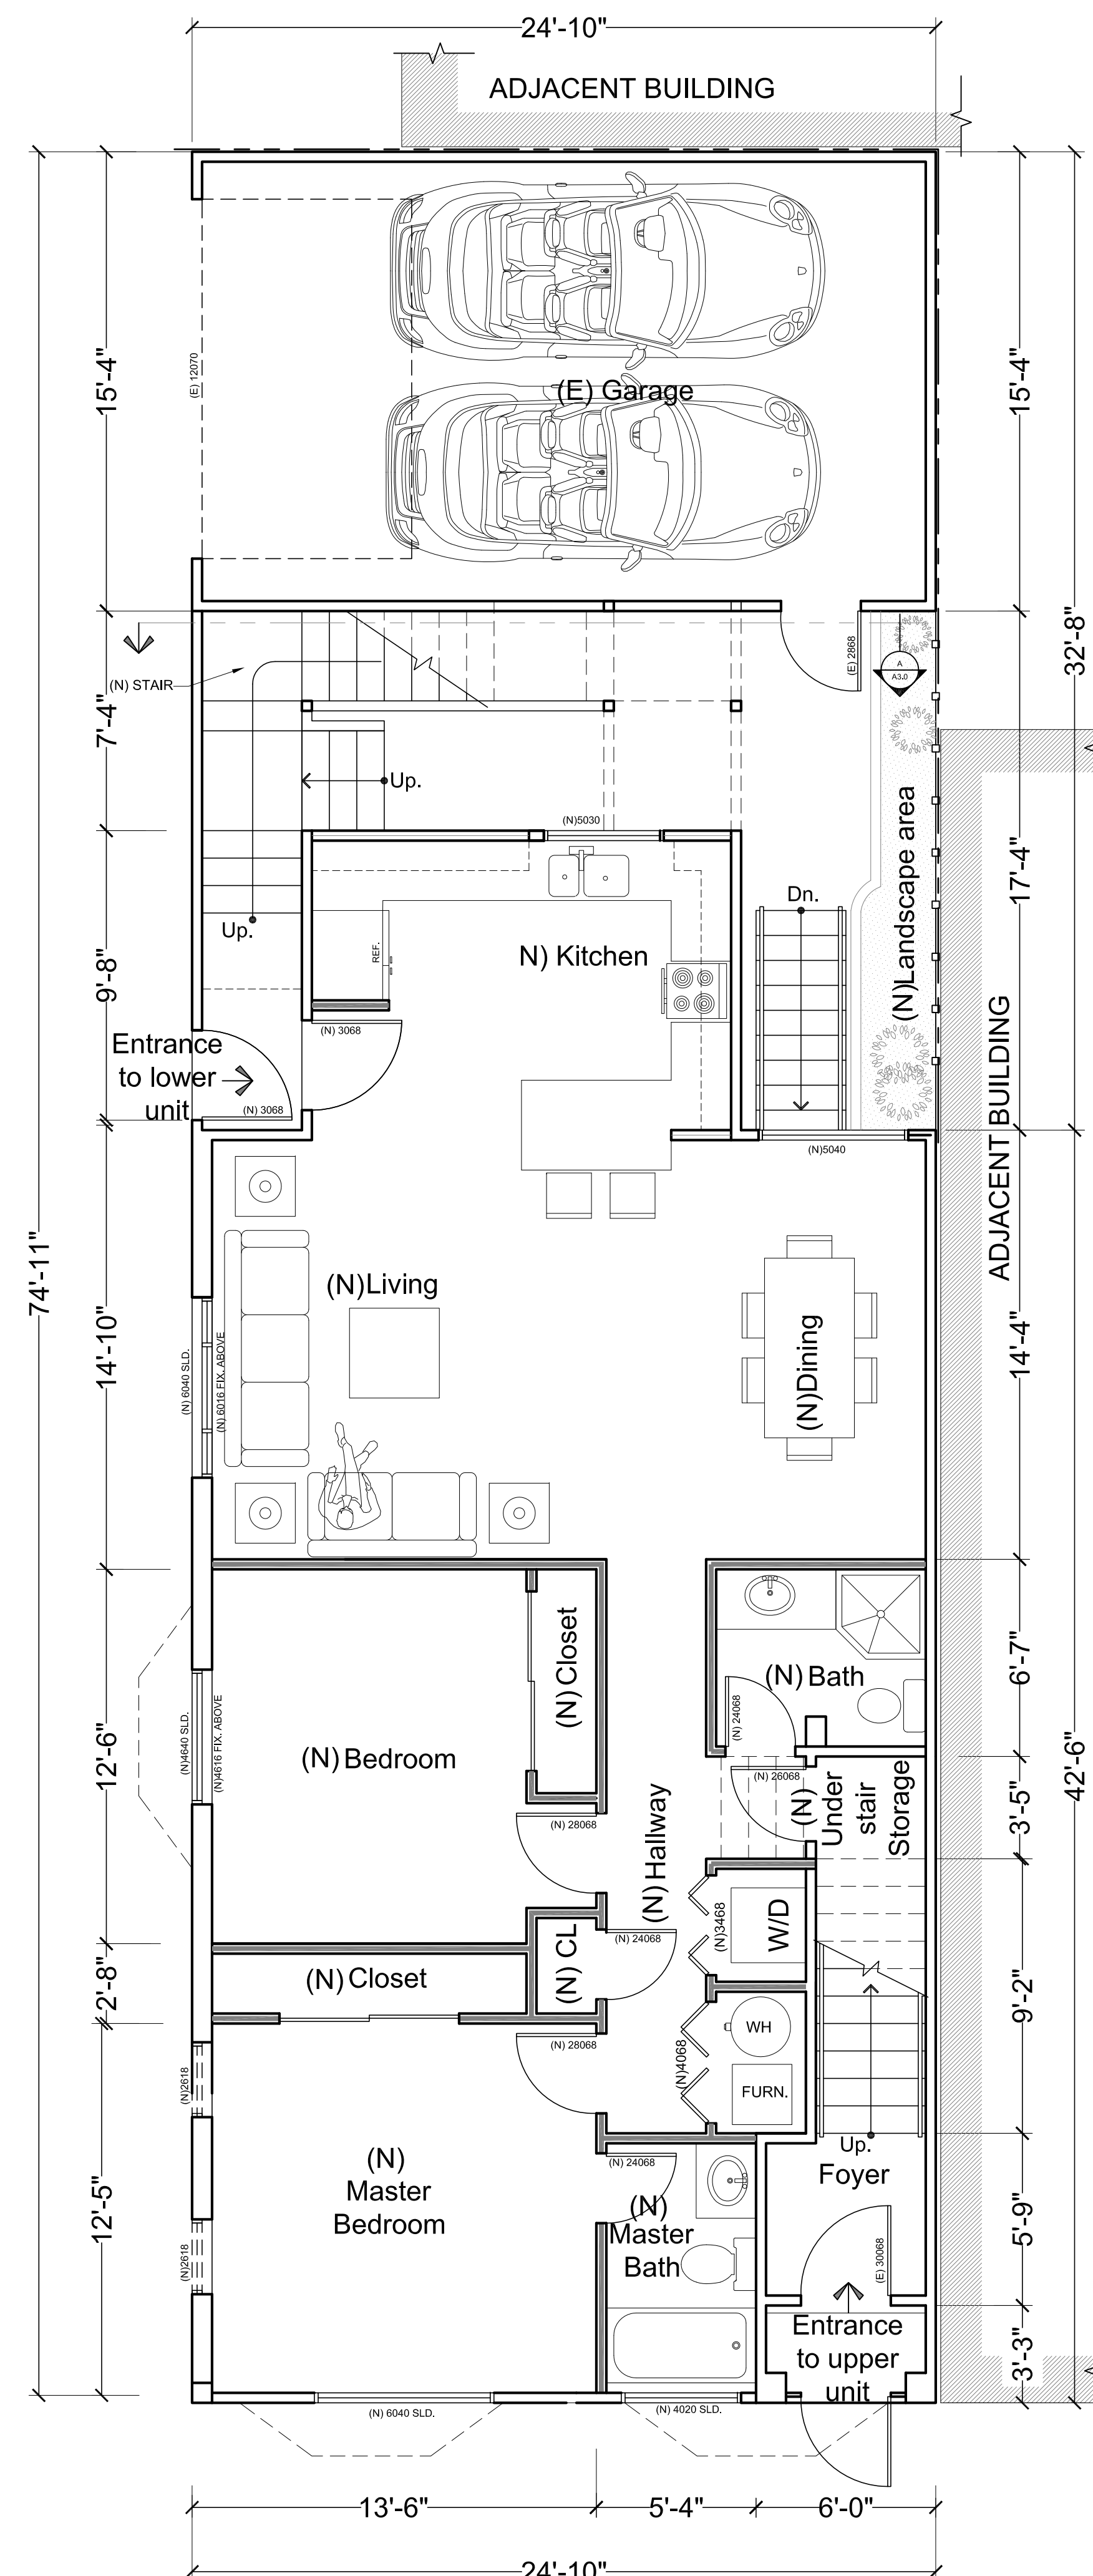 24'-10"
ADJACENT BUILDING
15'-4"
(E) 12070
(E) Garage
15'-4"
74'-11"
32'-8"
(N) STAIR
7'-4"
Up.
(E) 2868
A
A3.0
(N)5030
(N)Landscape area
17'-4"
Dn.
Up.
9'-8"
REF.
N) Kitchen
(N) 3068
Entrance
to lower
unit
(N) 3068
(N)5040
ADJACENT BUILDING
14'-10"
(N) 6040 SLD.
(N) 6016 FIX. ABOVE
(N)Living
(N)Dining
14'-4"
12'-6"
(N)4640 SLD.
(N)4616 FIX. ABOVE
(N) Bedroom
(N) Closet
(N) Bath
(N) 24068
6'-7"
42'-6"
(N) 26068
(N)
Under
stair
Storage
3'-5"
(N) 28068
(N) Hallway
2'-8"
(N) Closet
(N) CL
(N) 24068
(N)3468
W/D
9'-2"
(N) 28068
(N)4068
WH
FURN.
(N)2618
12'-5"
(N)
Master
Bedroom
(N) 24068
(N)
Master
Bath
Up.
Foyer
(E) 30068
5'-9"
(N)2618
Entrance
to upper
unit
3'-3"
(N) 6040 SLD.
(N) 4020 SLD.
13'-6"
5'-4"
6'-0"
24'-10"